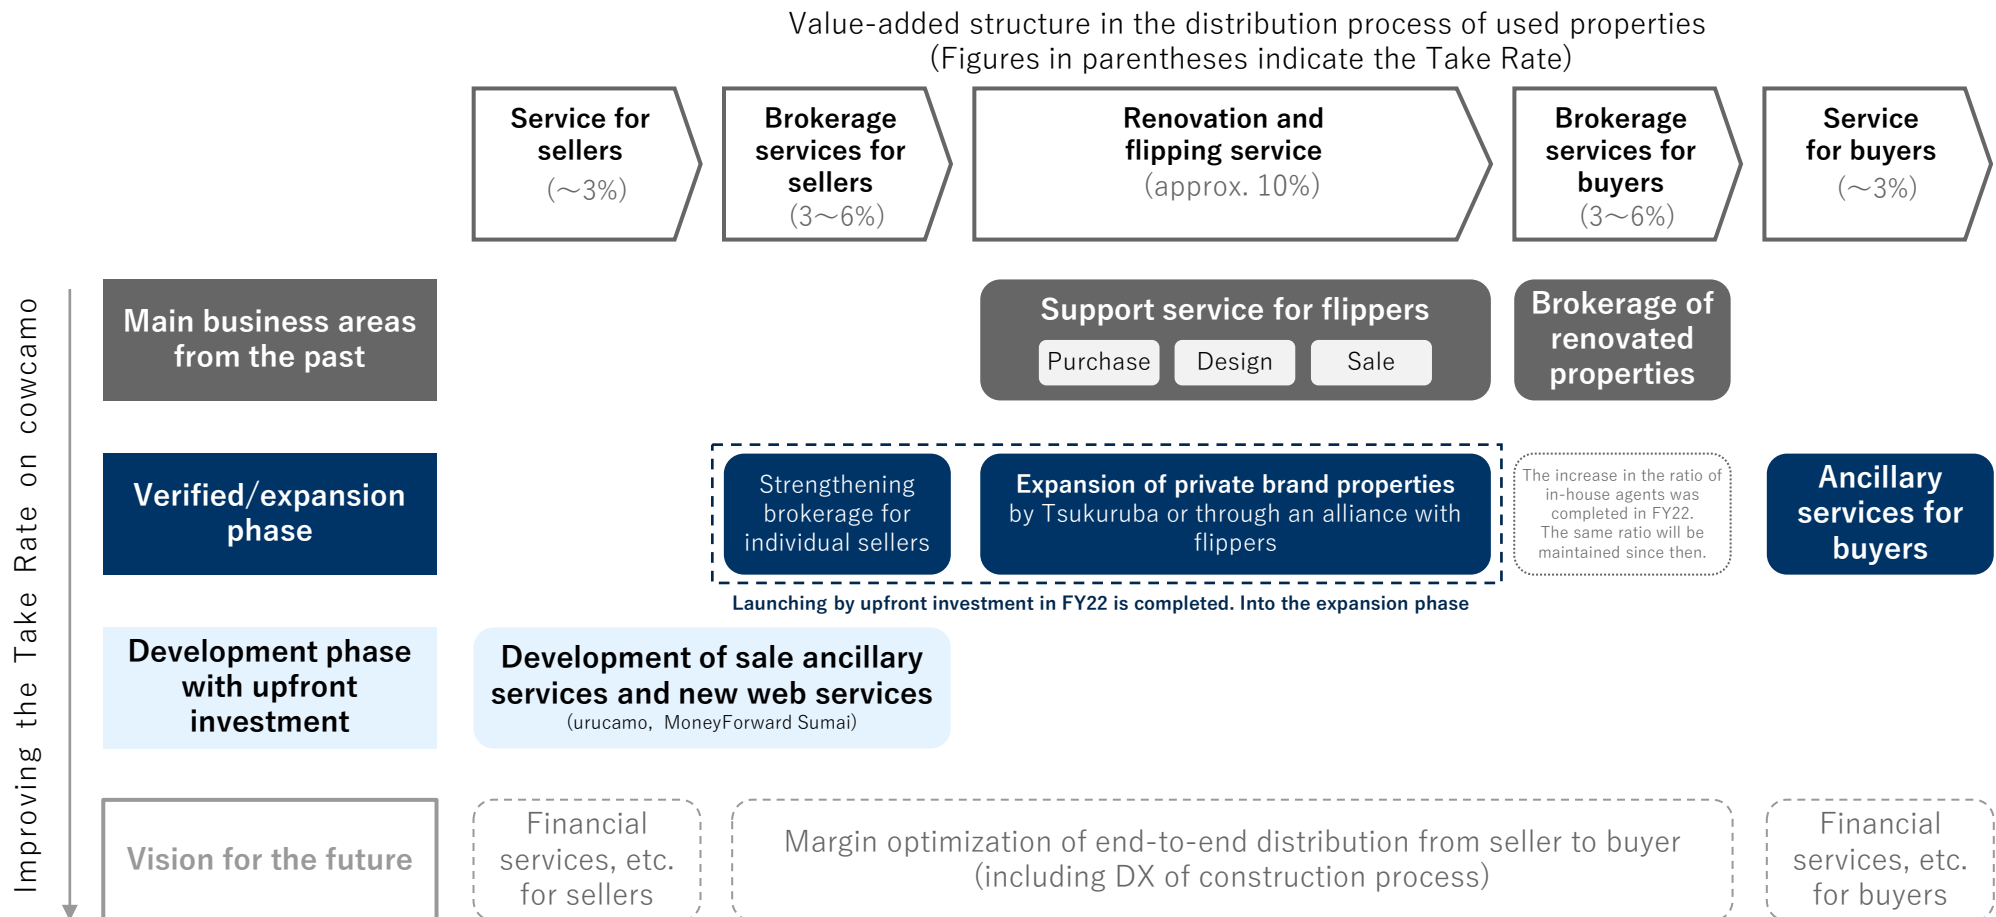 Value-added structure in the distribution process of used properties
(Figures in parentheses indicate the Take Rate)
Service for
sellers
(～3%)
Brokerage
services for
sellers
(3～6%)
Renovation and
flipping service
(approx. 10%)
Brokerage
services for
buyers
(3～6%)
Service
for buyers
(～3%)
Improving the Take Rate on cowcamo
Main business areas
from the past
Support service for flippers
Purchase
Design
Sale
Brokerage of
renovated
properties
Verified/expansion
phase
Strengthening
brokerage for
individual sellers
Expansion of private brand properties
by Tsukuruba or through an alliance with
flippers
The increase in the ratio of
in-house agents was
completed in FY22.
The same ratio will be
maintained since then.
Ancillary
services for
buyers
Launching by upfront investment in FY22 is completed. Into the expansion phase
Development phase
with upfront
investment
Development of sale ancillary
services and new web services
(urucamo, MoneyForward Sumai)
Vision for the future
Financial
services, etc.
for sellers
Margin optimization of end-to-end distribution from seller to buyer
(including DX of construction process)
Financial
services, etc.
for buyers